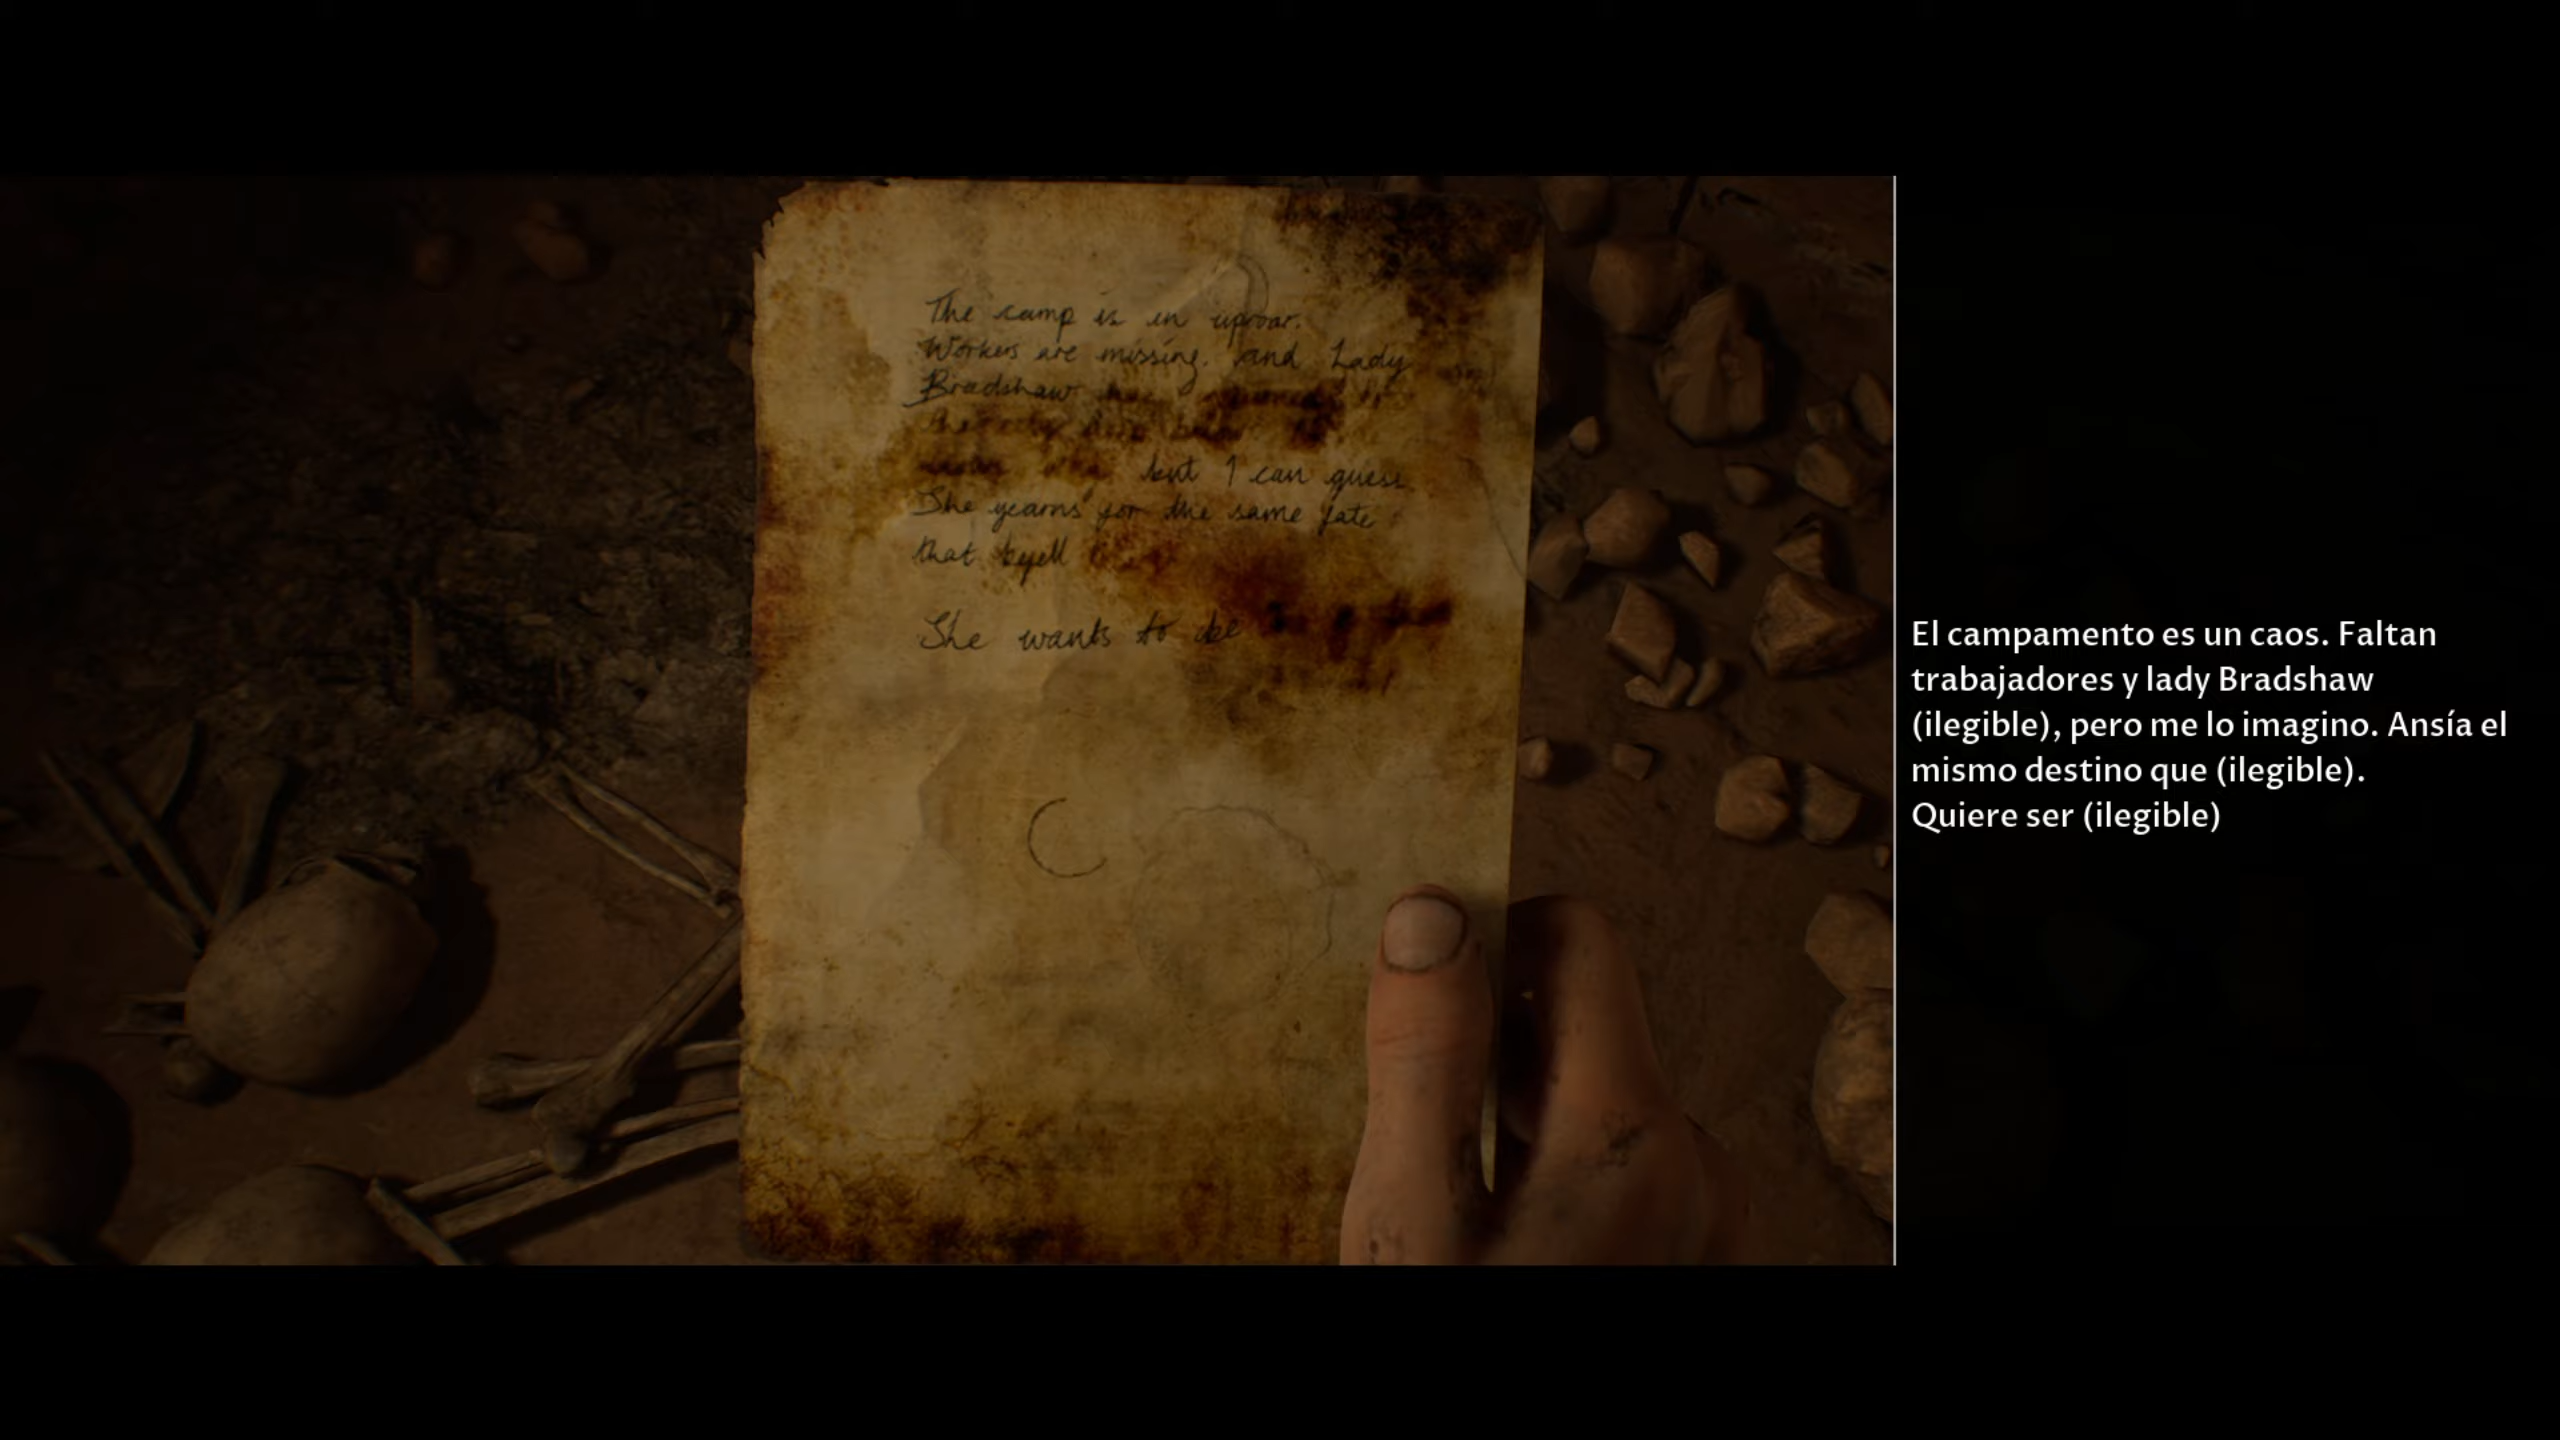 The camp is in uproar.
Workers are missing. and Lady
Bradshaw
but I can guess
She yearns for the same fate
that befell
She wants to be
El campamento es un caos. Faltan
trabajadores y lady Bradshaw
(ilegible), pero me lo imagino. Ansía el
mismo destino que (ilegible).
Quiere ser (ilegible)